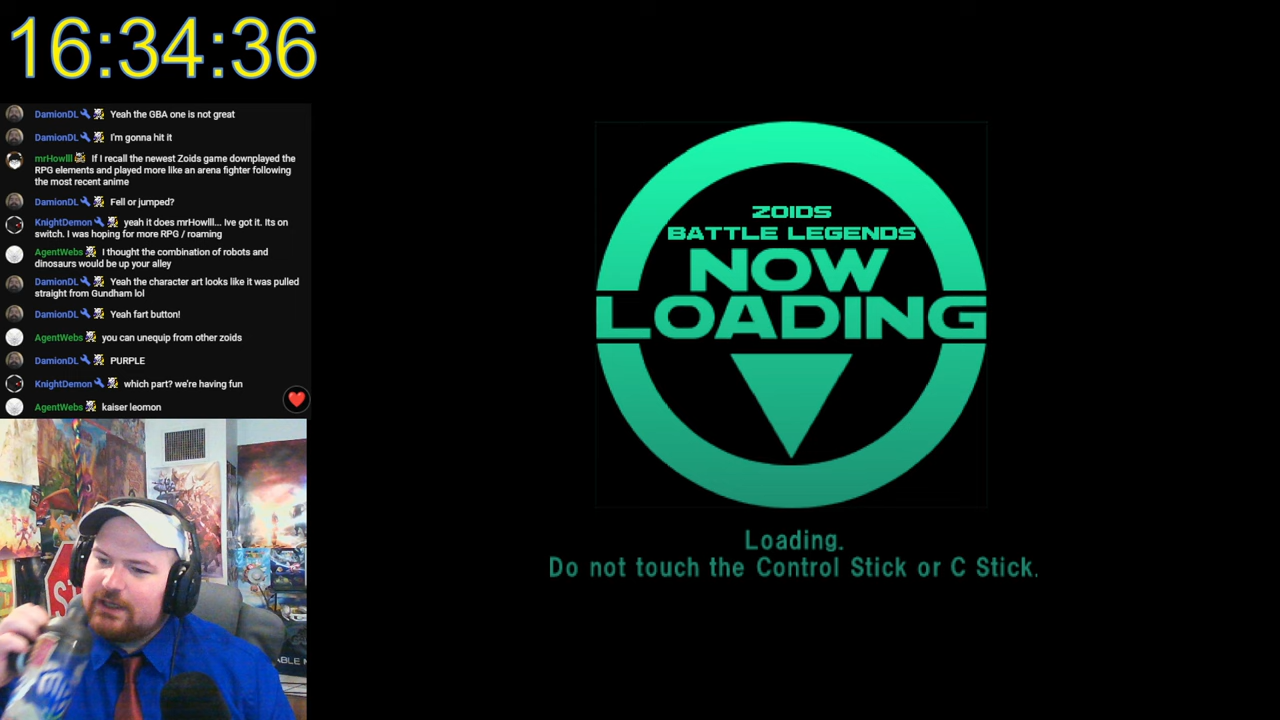 16:34:36
DamionDL Yeah the GBA one is not great
DamionDL I'm gonna hit it
mrHowlll If I recall the newest Zoids game downplayed the
RPG elements and played more like an arena fighter following
the most recent anime
DamionDL Fell or jumped?
KnightDemon yeah it does mrHowlll... Ive got it. Its on
switch. I was hoping for more RPG / roaming
AgentWebs I thought the combination of robots and
dinosaurs would be up your alley
DamionDL Yeah the character art looks like it was pulled
straight from Gundham lol
DamionDL Yeah fart button!
AgentWebs you can unequip from other zoids
DamionDL PURPLE
KnightDemon which part? we're having fun
AgentWebs kaiser leomon
ZOIDS
BATTLE LEGENDS
NOW
LOADING
Loading.
Do not touch the Control Stick or C Stick.